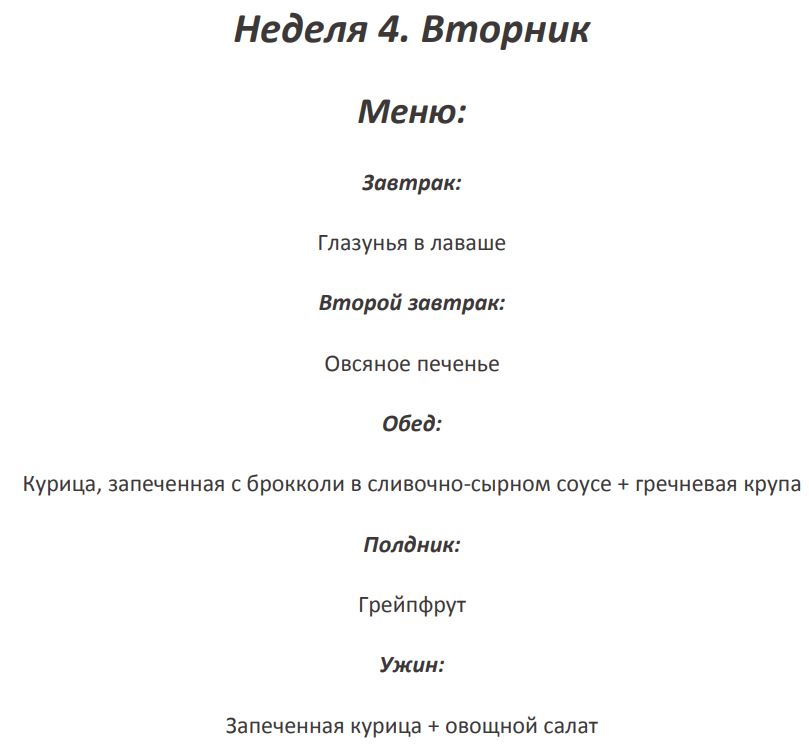 Неделя 4. Вторник
Меню:
Завтрак:
Глазунья в лаваше
Второй завтрак:
Овсяное печенье
Обед:
Курица, запеченная с брокколи в сливочно-сырном соусе + гречневая крупа
Полдник:
Грейпфрут
Ужин:
Запеченная курица + овощной салат